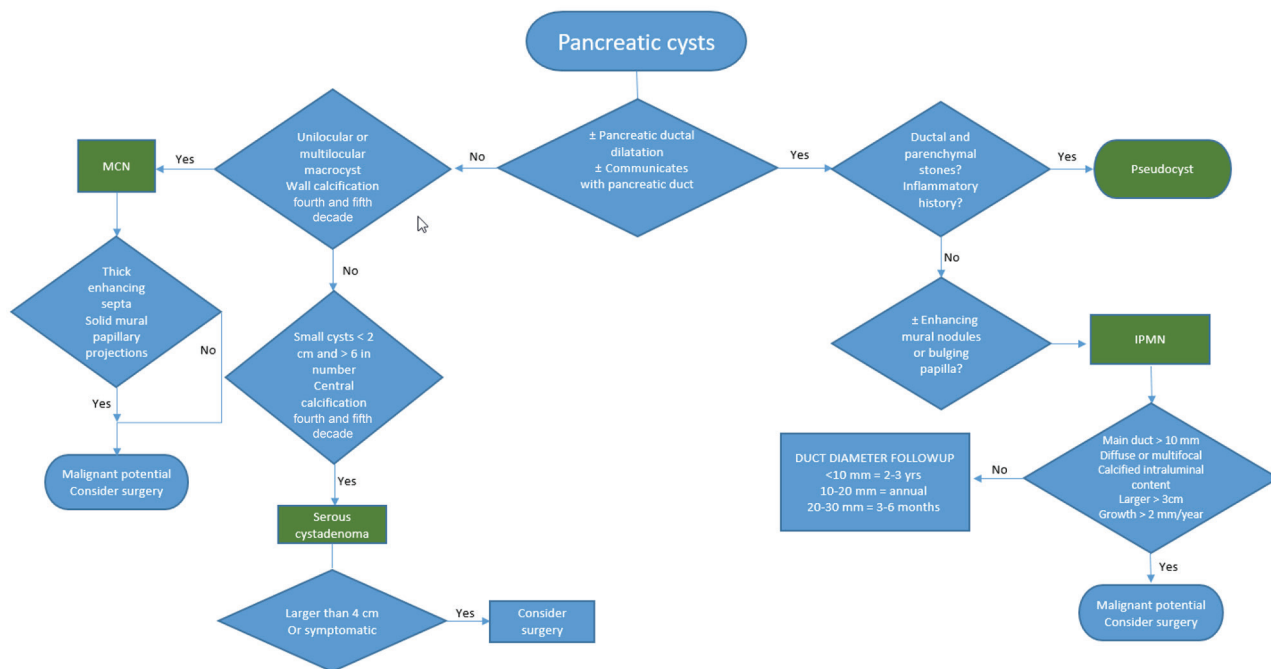 Pancreatic cysts
± Pancreatic ductal
dilatation
± Communicates
with pancreatic duct
No
Yes
Unilocular or
multilocular
macrocyst
Wall calcification
fourth and fifth
decade
Yes
MCN
Thick
enhancing
septa
Solid mural
papillary
projections
No
Yes
Malignant potential
Consider surgery
No
Small cysts < 2
cm and > 6 in
number
Central
calcification
fourth and fifth
decade
Yes
Serous
cystadenoma
Larger than 4 cm
Or symptomatic
Yes
Consider
surgery
Ductal and
parenchymal
stones?
Inflammatory
history?
Yes
Pseudocyst
No
± Enhancing
mural nodules
or bulging
papilla?
IPMN
Main duct > 10 mm
Diffuse or multifocal
Calcified intraluminal
content
Larger > 3cm
Growth > 2 mm/year
No
DUCT DIAMETER FOLLOWUP
<10 mm = 2-3 yrs
10-20 mm = annual
20-30 mm = 3-6 months
Yes
Malignant potential
Consider surgery